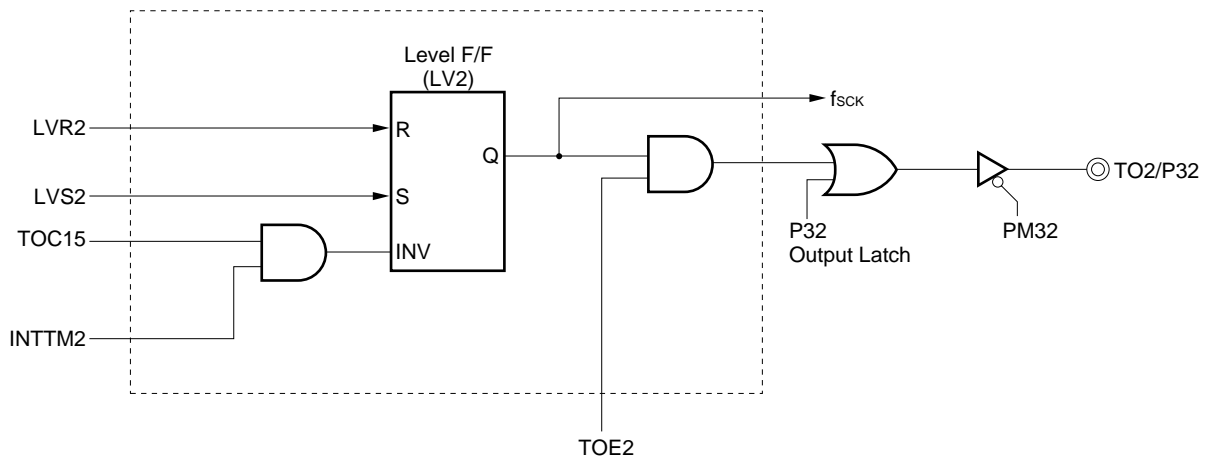 Level F/F
(LV2)
fSCK
LVR2
R
Q
TO2/P32
LVS2
S
P32
Output Latch
PM32
TOC15
INV
INTTM2
TOE2